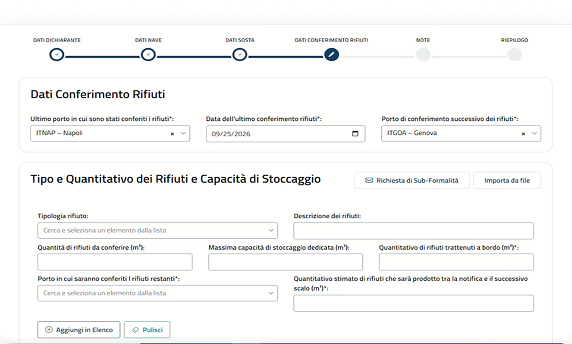 DATI DICHIARANTE DATI NAVE DATI SOSTA DATI CONFERIMENTO RIFIUTI NOTE RIEPILOGO
Dati Conferimento Rifiuti
Ultimo porto in cui sono stati conferiti i rifiuti*: Data dell'ultimo conferimento rifiuti*: Porto di conferimento successivo dei rifiuti*:
ITNAP – Napoli × 09/25/2026 ITGOA – Genova ×
Tipo e Quantitativo dei Rifiuti e Capacità di Stoccaggio Richiesta di Sub-Formalità Importa da file
Tipologia rifiuto: Descrizione dei rifiuti:
Cerca e seleziona un elemento dalla lista
Quantità di rifiuti da conferire (m³): Massima capacità di stoccaggio dedicata (m³): Quantitativo di rifiuti trattenuti a bordo (m³)*:
Porto in cui saranno conferiti I rifiuti restanti*: Quantitativo stimato di rifiuti che sarà prodotto tra la notifica e il successivo
scalo (m³)*:
Cerca e seleziona un elemento dalla lista
Aggiungi in Elenco Pulisci